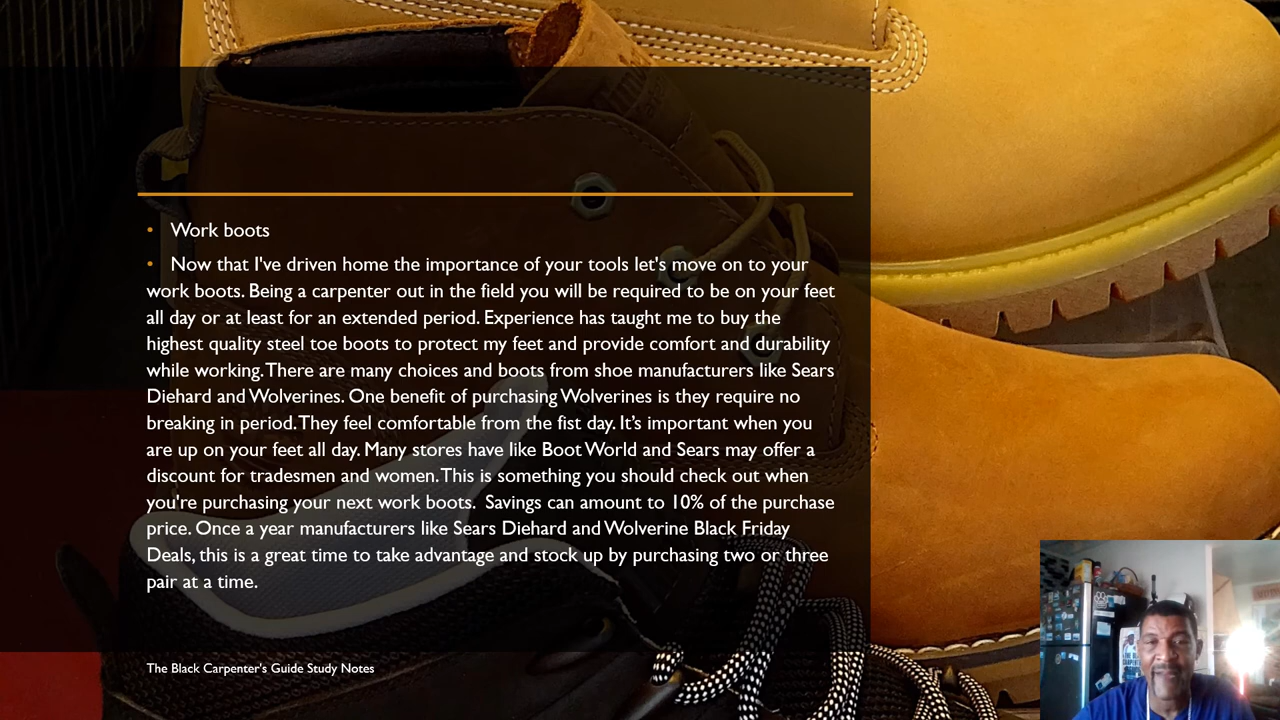 Work boots
Now that I've driven home the importance of your tools let's move on to your
work boots. Being a carpenter out in the field you will be required to be on your feet
all day or at least for an extended period. Experience has taught me to buy the
highest quality steel toe boots to protect my feet and provide comfort and durability
while working. There are many choices and boots from shoe manufacturers like Sears
Diehard and Wolverines. One benefit of purchasing Wolverines is they require no
breaking in period. They feel comfortable from the fist day. It’s important when you
are up on your feet all day. Many stores have like Boot World and Sears may offer a
discount for tradesmen and women. This is something you should check out when
you're purchasing your next work boots.  Savings can amount to 10% of the purchase
price. Once a year manufacturers like Sears Diehard and Wolverine Black Friday
Deals, this is a great time to take advantage and stock up by purchasing two or three
pair at a time.
The Black Carpenter's Guide Study Notes